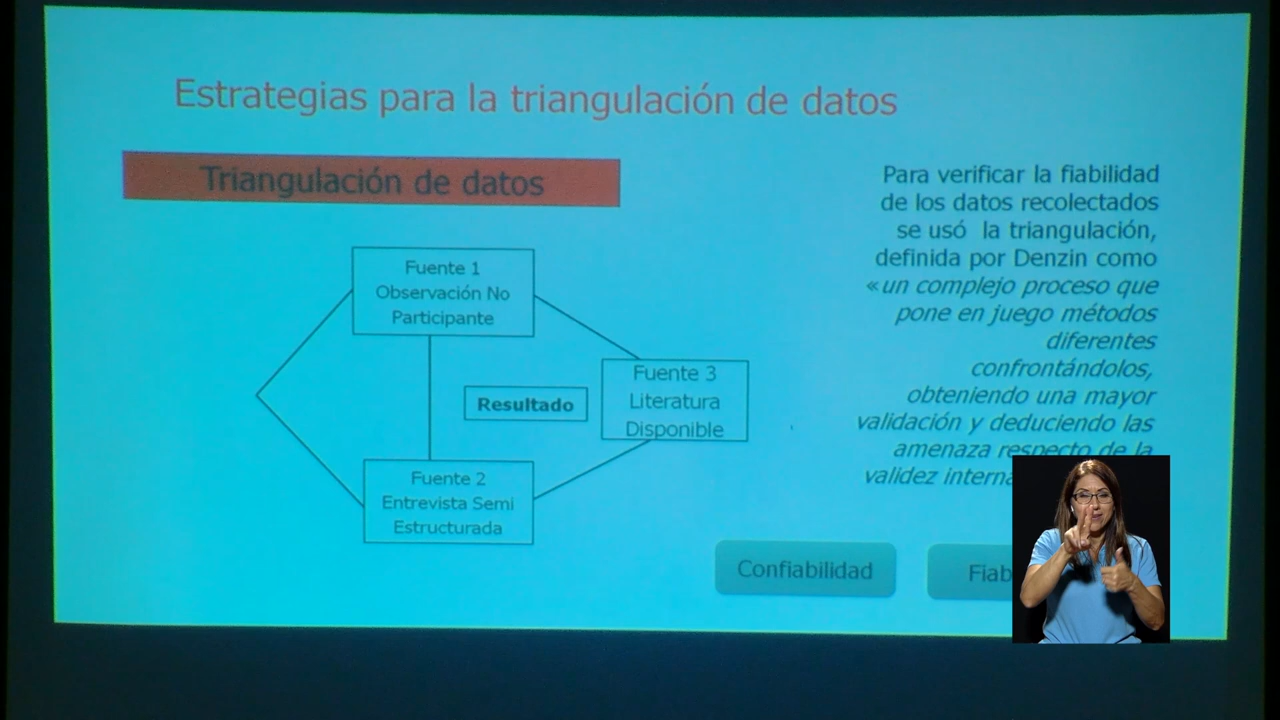 Estrategias para la triangulación de datos
Triangulación de datos
Fuente 1
Observación No
Participante
Resultado
Fuente 3
Literatura
Disponible
Fuente 2
Entrevista Semi
Estructurada
Para verificar la fiabilidad
de los datos recolectados
se usó la triangulación,
definida por Denzin como
«un complejo proceso que
pone en juego métodos
diferentes
confrontándolos,
obteniendo una mayor
validación y deduciendo las
amenaza respecto de la
validez interna
Confiabilidad